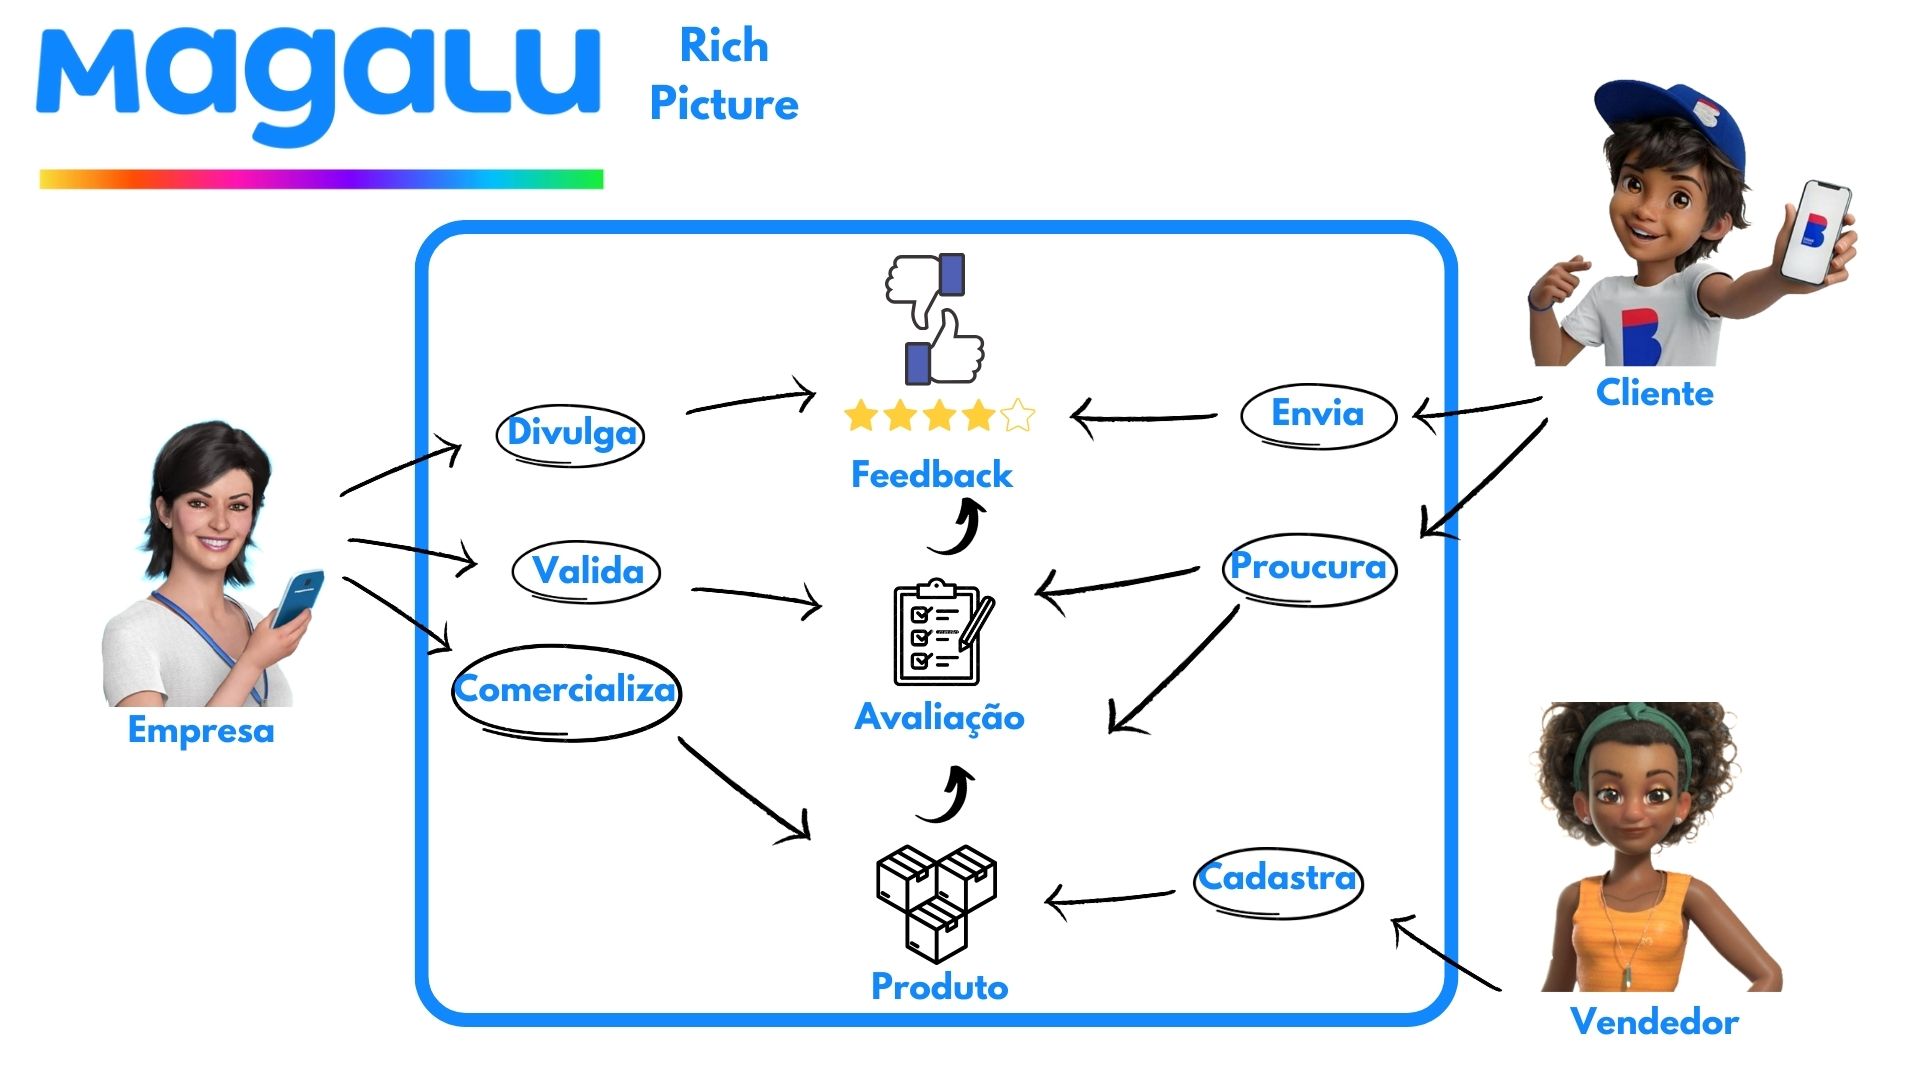 Magalu
Rich
Picture
Cliente
Divulga
Envia
Feedback
Valida
Proucura
Comercializa
Avaliação
Empresa
Cadastra
Produto
Vendedor